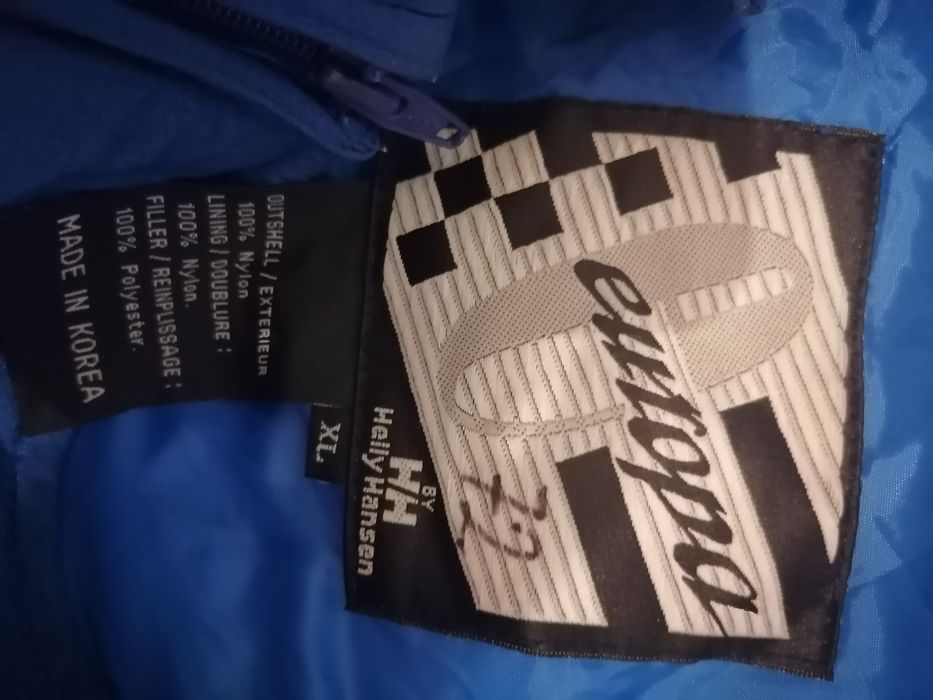 europa
BY
HH
Helly Hansen
XL
OUTSHELL / EXTERIEUR
100% Nylon
LINING / DOUBLURE :
100% Nylon.
FILLER / REINPLISSAGE :
100% Polyester.
MADE IN KOREA